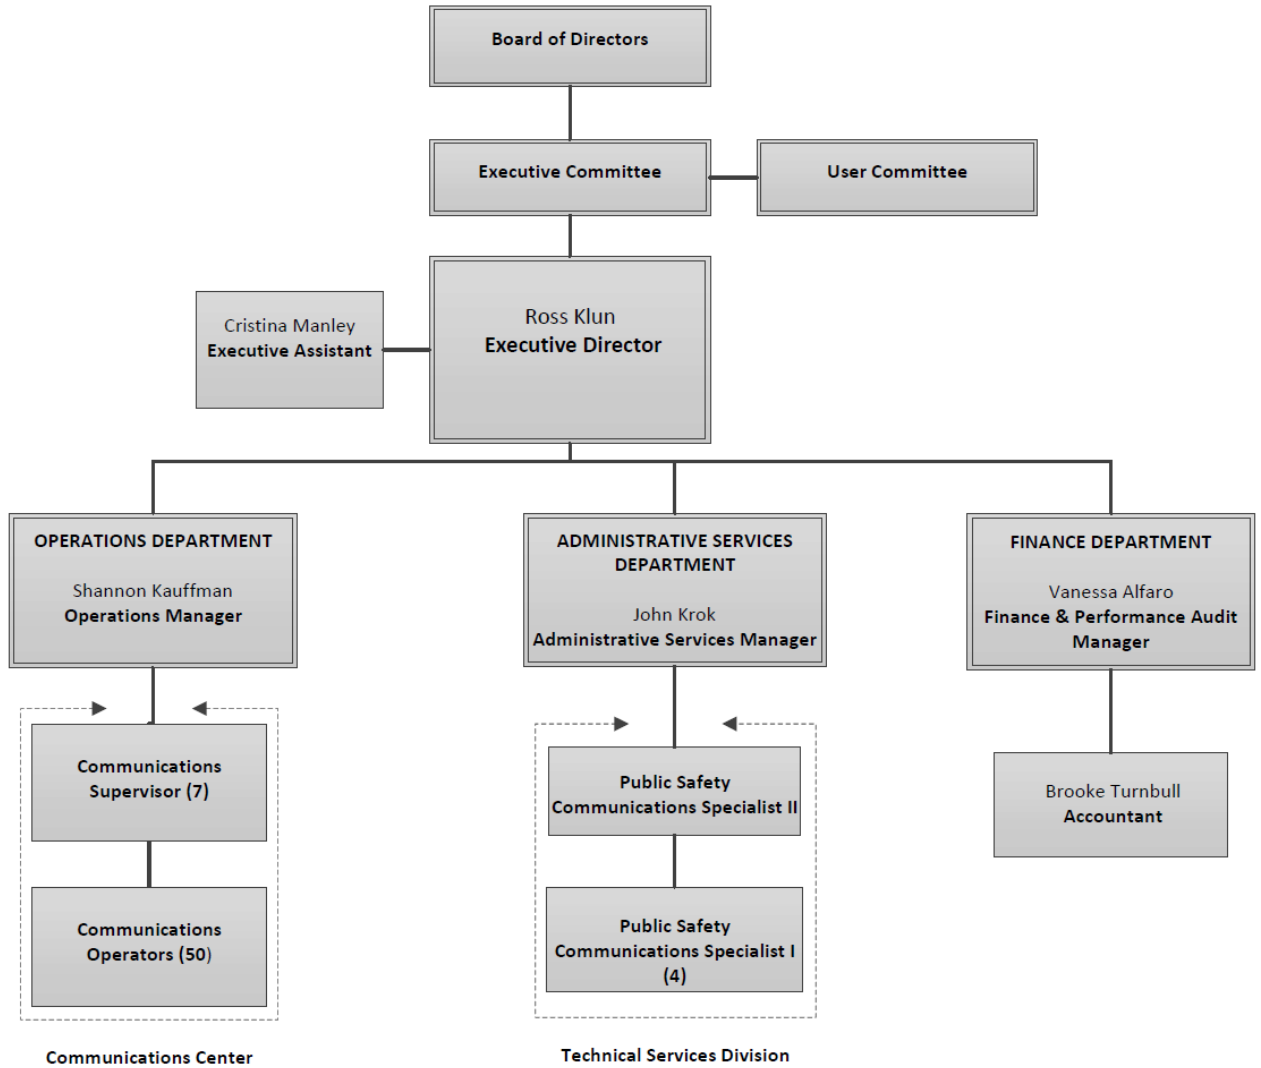 Board of Directors
Executive Committee
User Committee
Ross Klun
Executive Director
Cristina Manley
Executive Assistant
OPERATIONS DEPARTMENT
Shannon Kauffman
Operations Manager
ADMINISTRATIVE SERVICES
DEPARTMENT
John Krok
Administrative Services Manager
FINANCE DEPARTMENT
Vanessa Alfaro
Finance & Performance Audit
Manager
Communications
Supervisor (7)
Communications
Operators (50)
Communications Center
Public Safety
Communications Specialist II
Public Safety
Communications Specialist I
(4)
Technical Services Division
Brooke Turnbull
Accountant